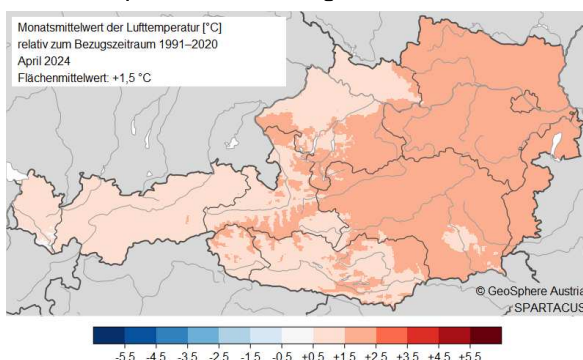 Monatsmittelwert der Lufttemperatur [°C]
relativ zum Bezugszeitraum 1991–2020
April 2024
Flächenmittelwert: +1,5 °C
© GeoSphere Austria
SPARTACUS
-5.5 -4.5 -3.5 -2.5 -1.5 -0.5 +0.5 +1.5 +2.5 +3.5 +4.5 +5.5